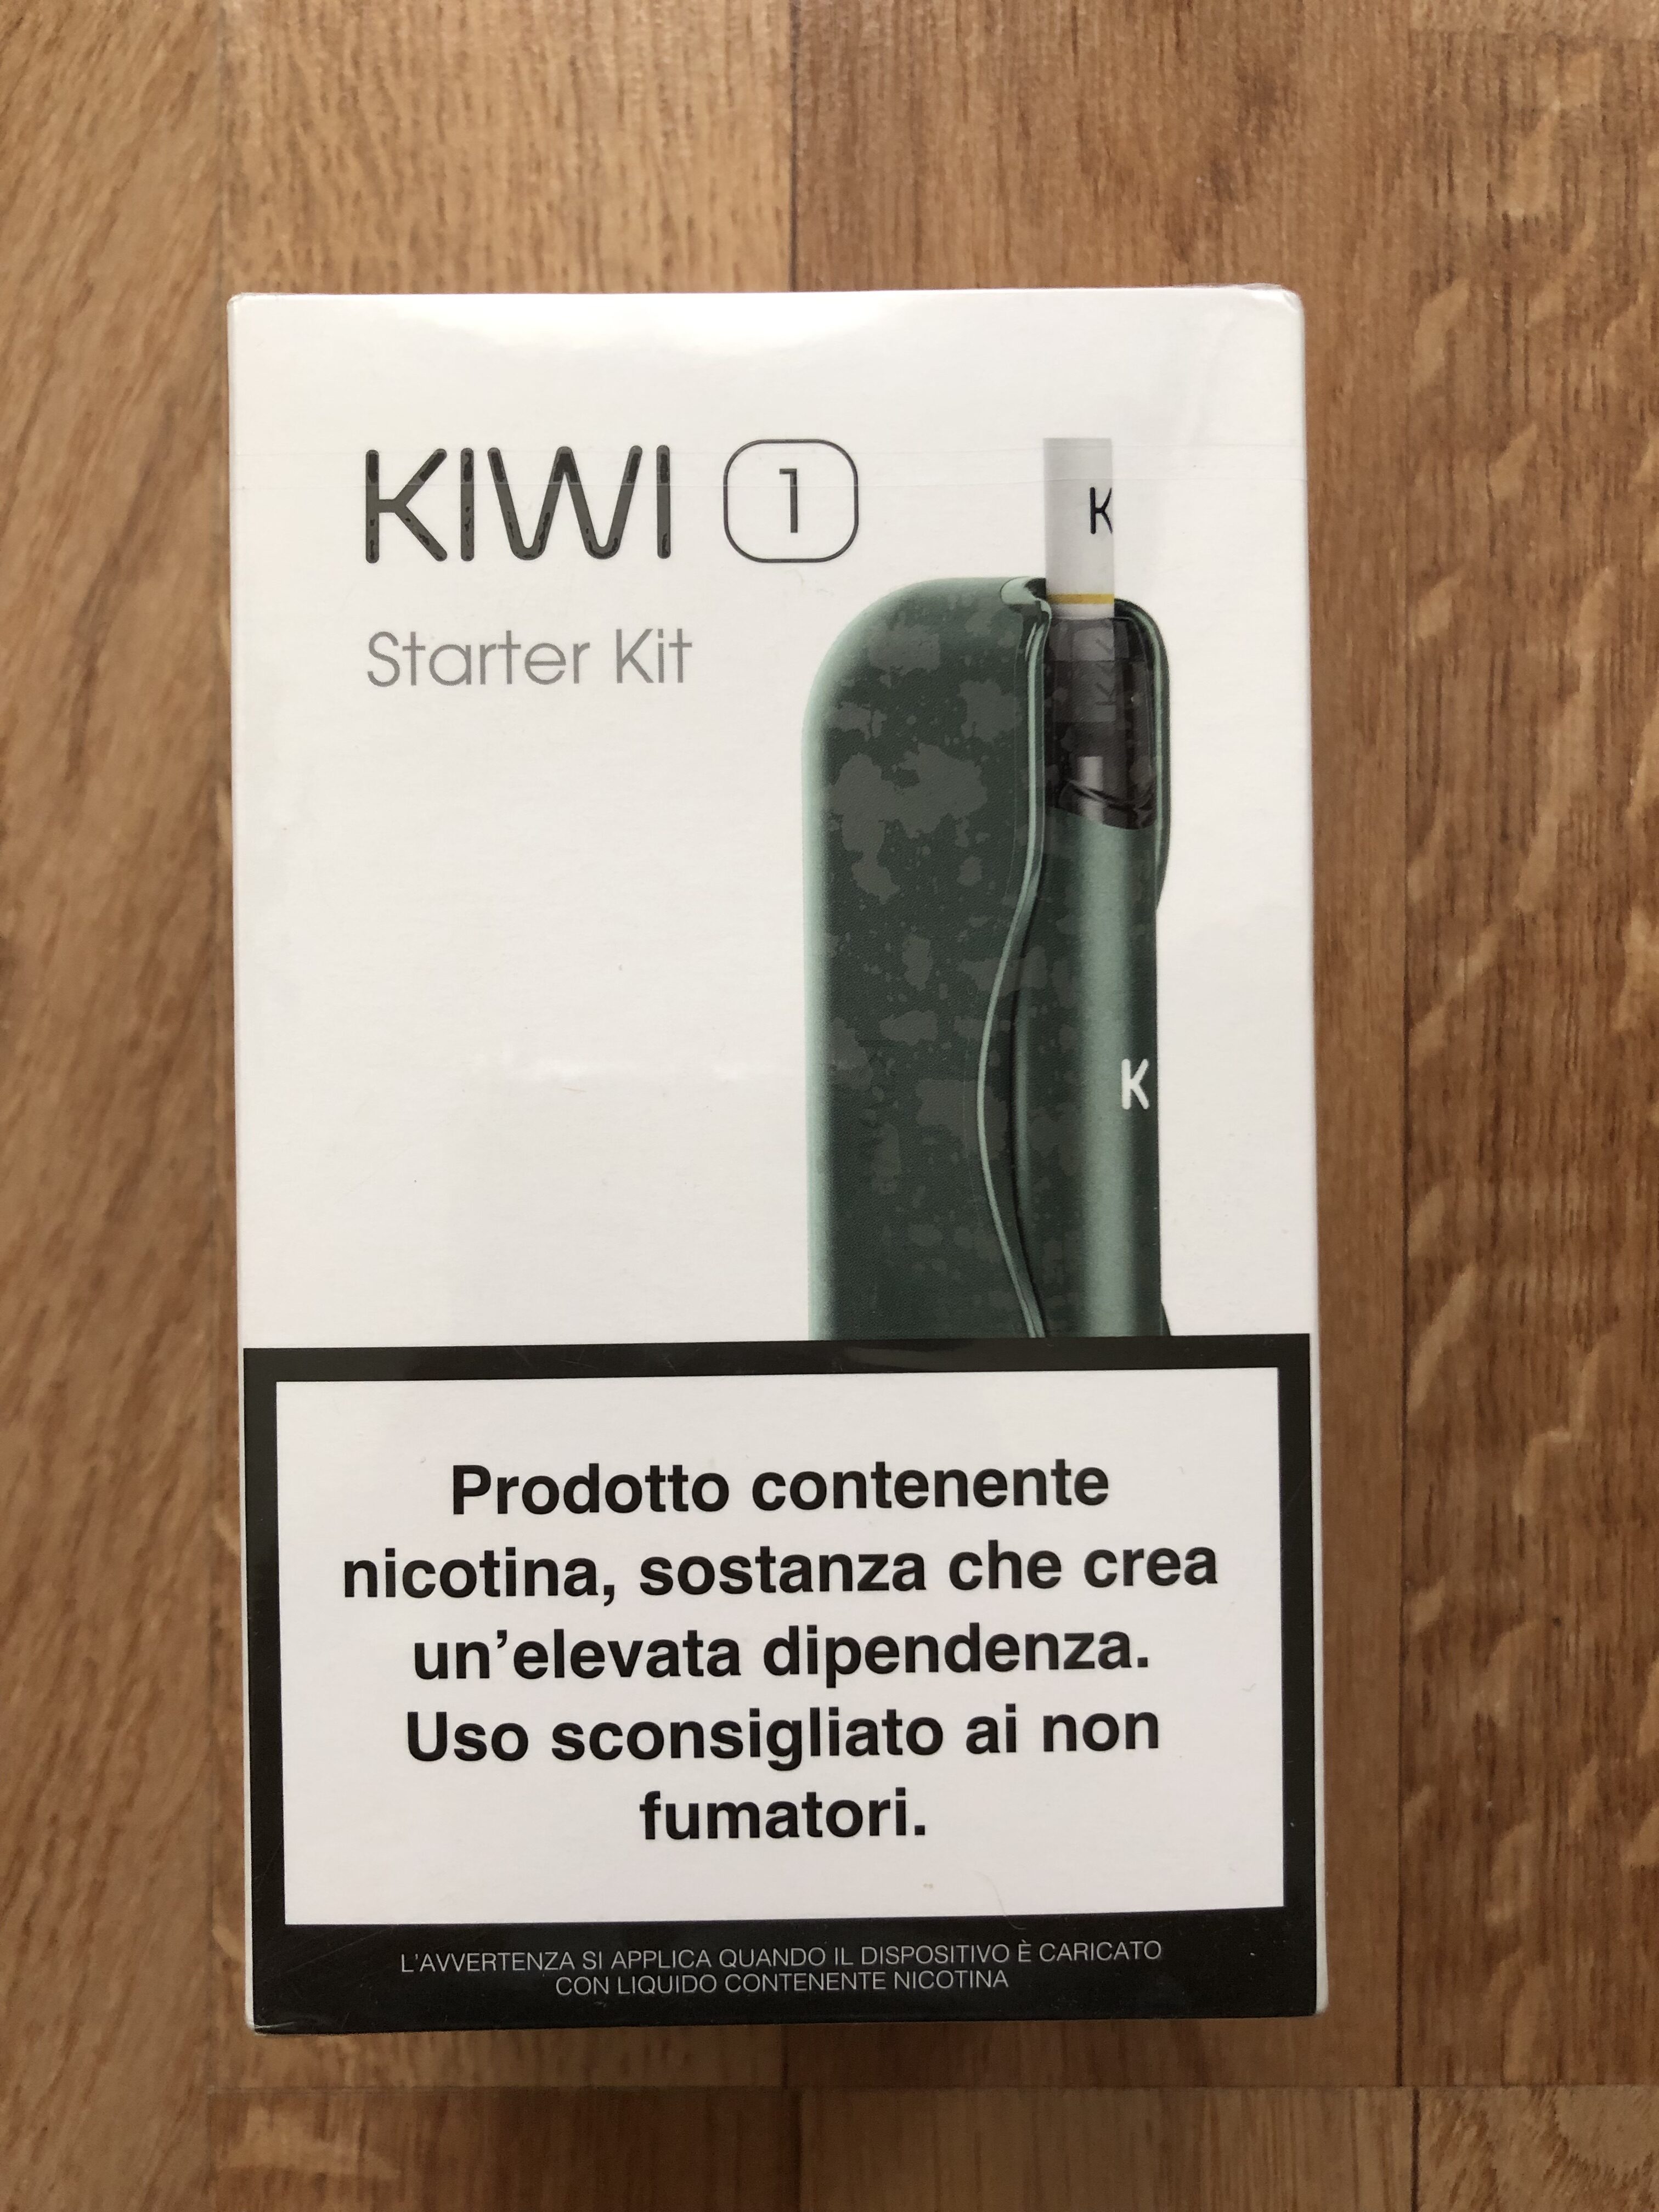 KIWI 1
K
Starter Kit
K
Prodotto contenente
nicotina, sostanza che crea
un'elevata dipendenza.
Uso sconsigliato ai non
fumatori.
L'AVVERTENZA SI APPLICA QUANDO IL DISPOSITIVO È CARICATO
CON LIQUIDO CONTENENTE NICOTINA